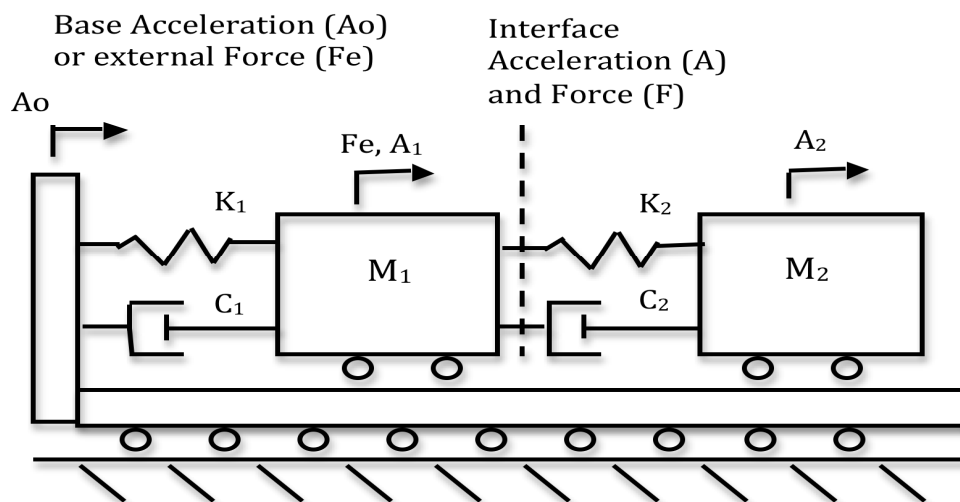 Base Acceleration (Ao)
or external Force (Fe)
Interface
Acceleration (A)
and Force (F)
Ao
Fe, A₁
A₂
K₁
K₂
M₁
M₂
C₁
C₂